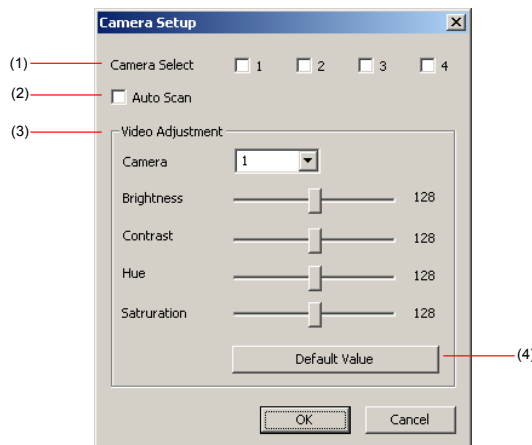 Camera Setup
(1) Camera Select 1 2 3 4
(2) Auto Scan
(3) Video Adjustment
Camera 1
Brightness 128
Contrast 128
Hue 128
Satruration 128
Default Value (4)
OK Cancel